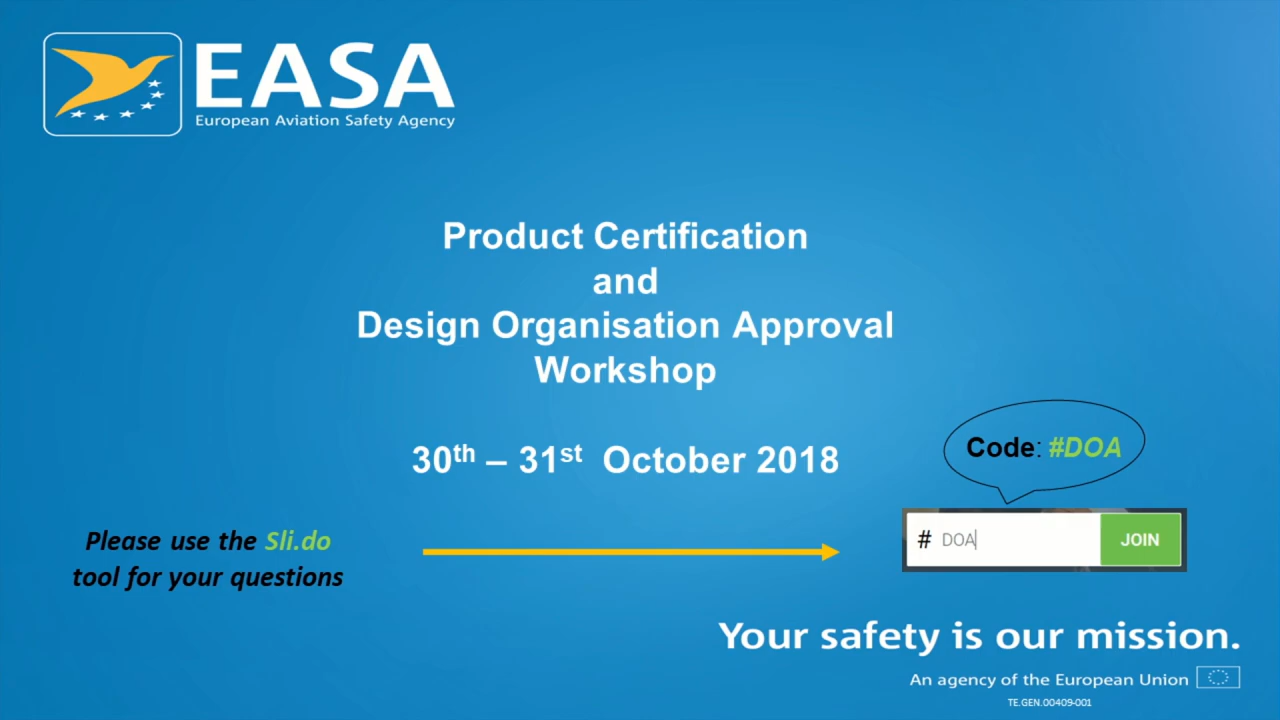 EASA
European Aviation Safety Agency
Product Certification
and
Design Organisation Approval
Workshop
30th – 31st October 2018
Code: #DOA
# DOA JOIN
Please use the Sli.do
tool for your questions
Your safety is our mission.
An agency of the European Union
TE.GEN.00409-001